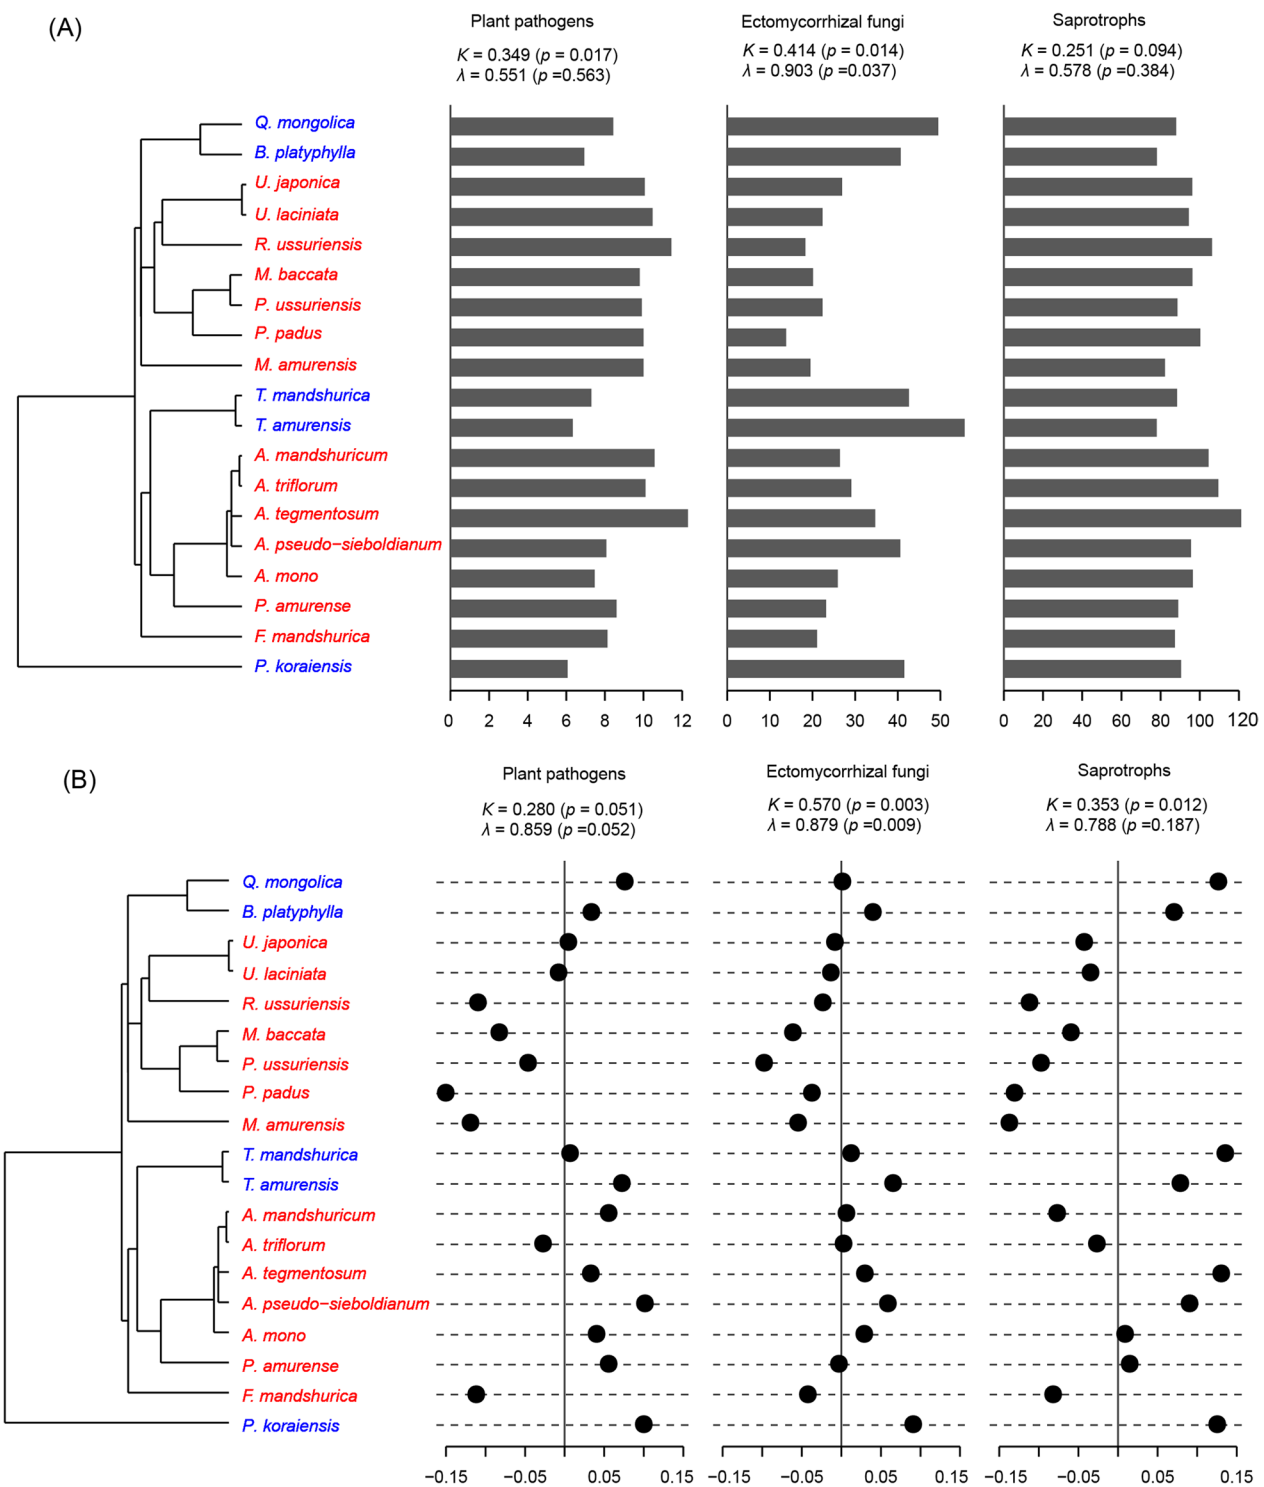 (A)
Plant pathogens
Ectomycorrhizal fungi
Saprotrophs
K = 0.349 (p = 0.017)
λ = 0.551 (p =0.563)
K = 0.414 (p = 0.014)
λ = 0.903 (p =0.037)
K = 0.251 (p = 0.094)
λ = 0.578 (p =0.384)
Q. mongolica
B. platyphylla
U. japonica
U. laciniata
R. ussuriensis
M. baccata
P. ussuriensis
P. padus
M. amurensis
T. mandshurica
T. amurensis
A. mandshuricum
A. triflorum
A. tegmentosum
A. pseudo−sieboldianum
A. mono
P. amurense
F. mandshurica
P. koraiensis
0 2 4 6 8 10 12
0 10 20 30 40 50
0 20 40 60 80 100 120
(B)
Plant pathogens
Ectomycorrhizal fungi
Saprotrophs
K = 0.280 (p = 0.051)
λ = 0.859 (p =0.052)
K = 0.570 (p = 0.003)
λ = 0.879 (p =0.009)
K = 0.353 (p = 0.012)
λ = 0.788 (p =0.187)
Q. mongolica
B. platyphylla
U. japonica
U. laciniata
R. ussuriensis
M. baccata
P. ussuriensis
P. padus
M. amurensis
T. mandshurica
T. amurensis
A. mandshuricum
A. triflorum
A. tegmentosum
A. pseudo−sieboldianum
A. mono
P. amurense
F. mandshurica
P. koraiensis
−0.15 −0.05 0.05 0.15
−0.15 −0.05 0.05 0.15
−0.15 −0.05 0.05 0.15